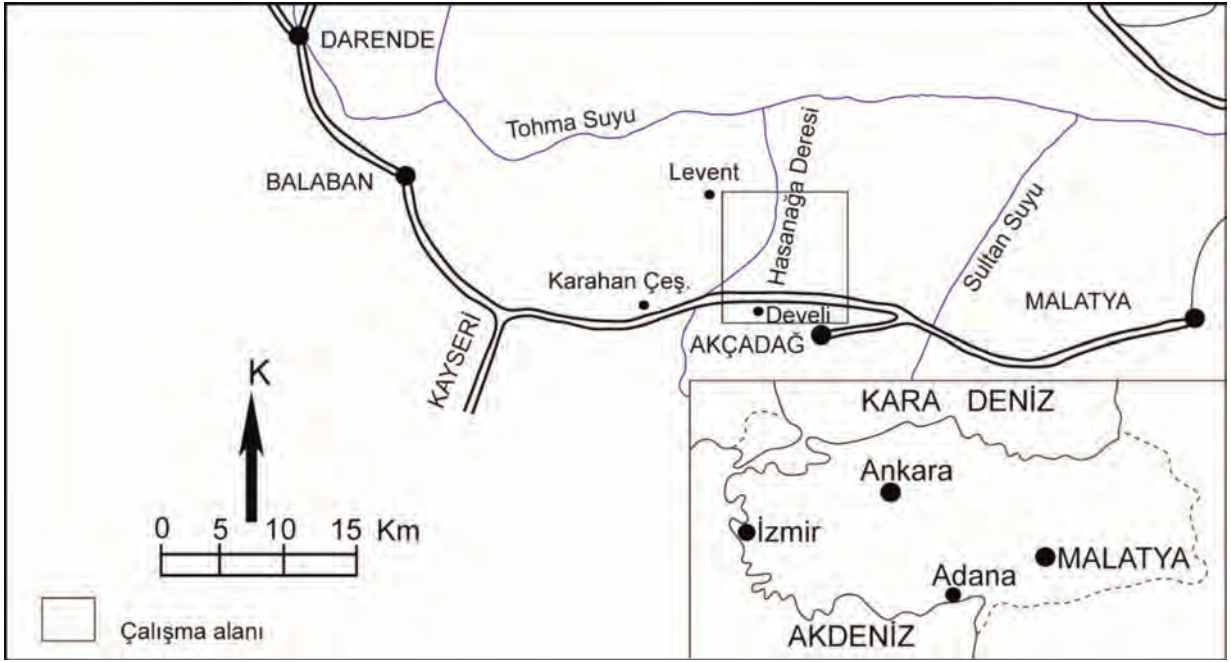 DARENDE
Tohma Suyu
Hasanağa Deresi
Levent
BALABAN
Sultan Suyu
Karahan Çeş.
Develi
MALATYA
AKÇADAĞ
KAYSERİ
K
0 5 10 15 Km
Çalışma alanı
KARA DENİZ
Ankara
İzmir
MALATYA
Adana
AKDENİZ